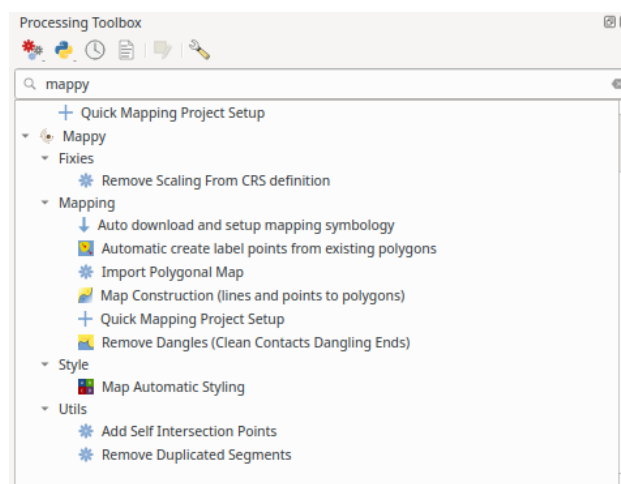 Processing Toolbox
mappy
Quick Mapping Project Setup
Mappy
Fixies
Remove Scaling From CRS definition
Mapping
Auto download and setup mapping symbology
Automatic create label points from existing polygons
Import Polygonal Map
Map Construction (lines and points to polygons)
Quick Mapping Project Setup
Remove Dangles (Clean Contacts Dangling Ends)
Style
Map Automatic Styling
Utils
Add Self Intersection Points
Remove Duplicated Segments